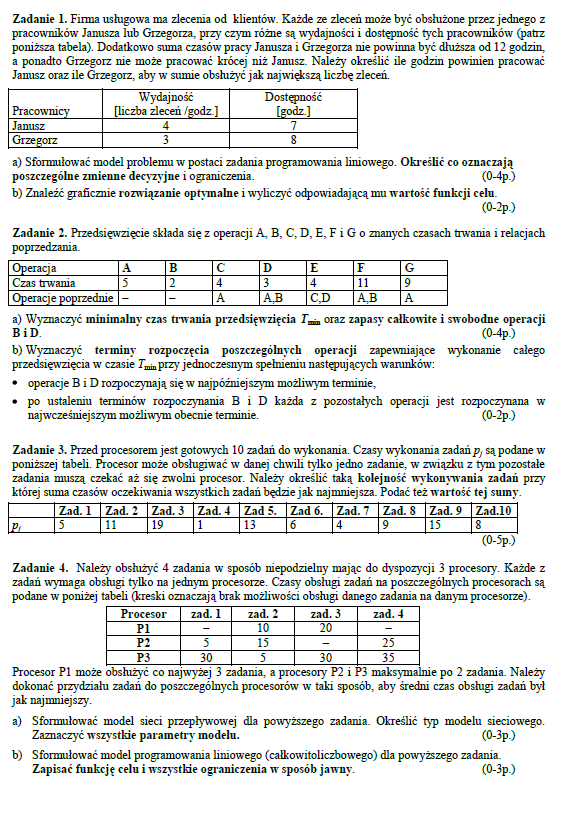 Zadanie 1. Firma usługowa ma zlecenia od klientów. Każde ze zleceń może być obsłużone przez jednego z
pracowników Janusza lub Grzegorza, przy czym różne są wydajności i dostępność tych pracowników (patrz
poniższa tabela). Dodatkowo suma czasów pracy Janusza i Grzegorza nie powinna być dłuższa od 12 godzin,
a ponadto Grzegorz nie może pracować krócej niż Janusz. Należy określić ile godzin powinien pracować
Janusz oraz ile Grzegorz, aby w sumie obsłużyć jak największą liczbę zleceń.
Pracownicy Wydajność [liczba zleceń /godz.] Dostępność [godz.]
Janusz 4 7
Grzegorz 3 8
a) Sformułować model problemu w postaci zadania programowania liniowego. Określić co oznaczają
poszczególne zmienne decyzyjne i ograniczenia. (0-4p.)
b) Znaleźć graficznie rozwiązanie optymalne i wyliczyć odpowiadającą mu wartość funkcji celu.
(0-2p.)
Zadanie 2. Przedsięwzięcie składa się z operacji A, B, C, D, E, F i G o znanych czasach trwania i relacjach
poprzedzania.
Operacja A B C D E F G
Czas trwania 5 2 4 3 4 11 9
Operacje poprzednie – – A A,B C,D A,B A
a) Wyznaczyć minimalny czas trwania przedsięwzięcia Tmin oraz zapasy całkowite i swobodne operacji
B i D. (0-4p.)
b) Wyznaczyć terminy rozpoczęcia poszczególnych operacji zapewniające wykonanie całego
przedsięwzięcia w czasie Tmin przy jednoczesnym spełnieniu następujących warunków:
• operacje B i D rozpoczynają się w najpóźniejszym możliwym terminie,
• po ustaleniu terminów rozpoczynania B i D każda z pozostałych operacji jest rozpoczynana w
najwcześniejszym możliwym obecnie terminie. (0-2p.)
Zadanie 3. Przed procesorem jest gotowych 10 zadań do wykonania. Czasy wykonania zadań pj są podane w
poniższej tabeli. Procesor może obsługiwać w danej chwili tylko jedno zadanie, w związku z tym pozostałe
zadania muszą czekać aż się zwolni procesor. Należy określić taką kolejność wykonywania zadań przy
której suma czasów oczekiwania wszystkich zadań będzie jak najmniejsza. Podać też wartość tej sumy.
Zad. 1 Zad. 2 Zad. 3 Zad. 4 Zad 5. Zad 6. Zad. 7 Zad. 8 Zad. 9 Zad.10
pj 5 11 19 1 13 6 4 9 15 8
(0-5p.)
Zadanie 4. Należy obsłużyć 4 zadania w sposób niepodzielny mając do dyspozycji 3 procesory. Każde z
zadań wymaga obsługi tylko na jednym procesorze. Czasy obsługi zadań na poszczególnych procesorach są
podane w poniżej tabeli (kreski oznaczają brak możliwości obsługi danego zadania na danym procesorze).
Procesor zad. 1 zad. 2 zad. 3 zad. 4
P1 – 10 20 –
P2 5 15 – 25
P3 30 5 30 35
Procesor P1 może obsłużyć co najwyżej 3 zadania, a procesory P2 i P3 maksymalnie po 2 zadania. Należy
dokonać przydziału zadań do poszczególnych procesorów w taki sposób, aby średni czas obsługi zadań był
jak najmniejszy.
a) Sformułować model sieci przepływowej dla powyższego zadania. Określić typ modelu sieciowego.
Zaznaczyć wszystkie parametry modelu. (0-3p.)
b) Sformułować model programowania liniowego (całkowitoliczbowego) dla powyższego zadania.
Zapisać funkcję celu i wszystkie ograniczenia w sposób jawny. (0-3p.)